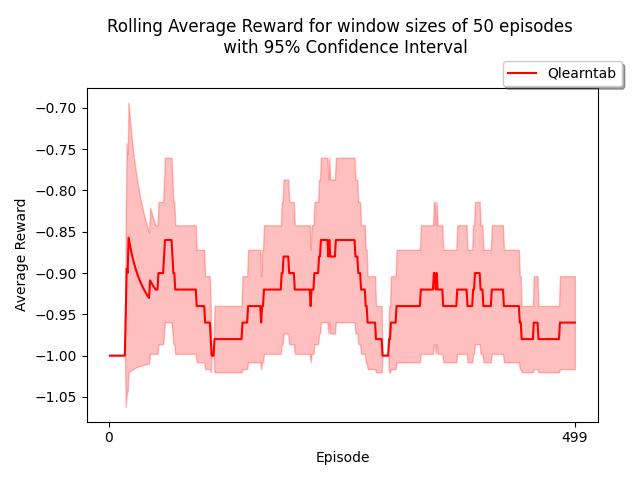 Rolling Average Reward for window sizes of 50 episodes
with 95% Confidence Interval
Qlearntab
−0.70
−0.75
−0.80
−0.85
−0.90
−0.95
−1.00
−1.05
Average Reward
0
499
Episode